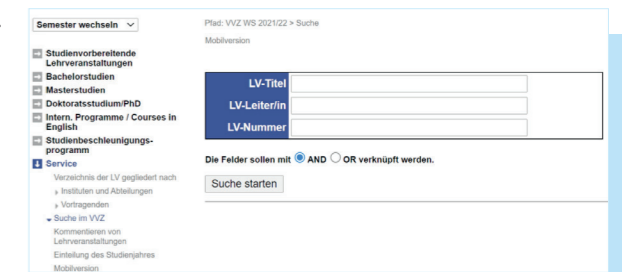 Semester wechseln
Studienvorbereitende
Lehrveranstaltungen
Bachelorstudien
Masterstudien
Doktoratsstudium/PhD
Intern. Programme / Courses in
English
Studienbeschleunigungs-
programm
Service
Verzeichnis der LV gegliedert nach
Instituten und Abteilungen
Vortragenden
Suche im VVZ
Kommentieren von
Lehrveranstaltungen
Einteilung des Studienjahres
Mobilversion
Pfad: VVZ WS 2021/22 > Suche
Mobilversion
LV-Titel
LV-Leiter/in
LV-Nummer
Die Felder sollen mit AND OR verknüpft werden.
Suche starten